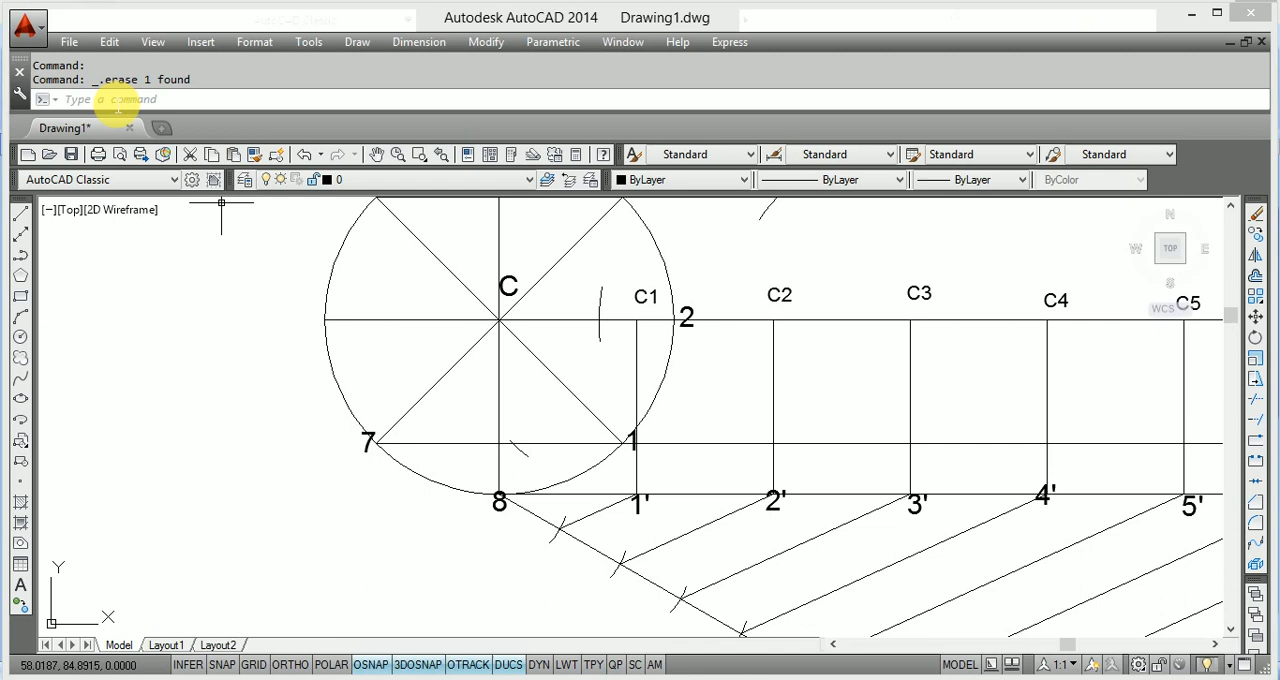 Autodesk AutoCAD 2014 Drawing1.dwg
File Edit View Insert Format Tools Draw Dimension Modify Parametric Window Help Express
Command:
Command: _.erase 1 found
Type a command
Drawing1*
Standard Standard Standard Standard
AutoCAD Classic 0 ByLayer ByLayer ByLayer ByColor
[−][Top][2D Wireframe]
N
W TOP E
S
WCS
C C1 C2 C3 C4 C5
2
7 1
8 1' 2' 3' 4' 5'
Y
X
Model Layout1 Layout2
58.0187, 84.8915, 0.0000 INFER SNAP GRID ORTHO POLAR OSNAP 3DOSNAP OTRACK DUCS DYN LWT TPY QP SC AM MODEL 1:1